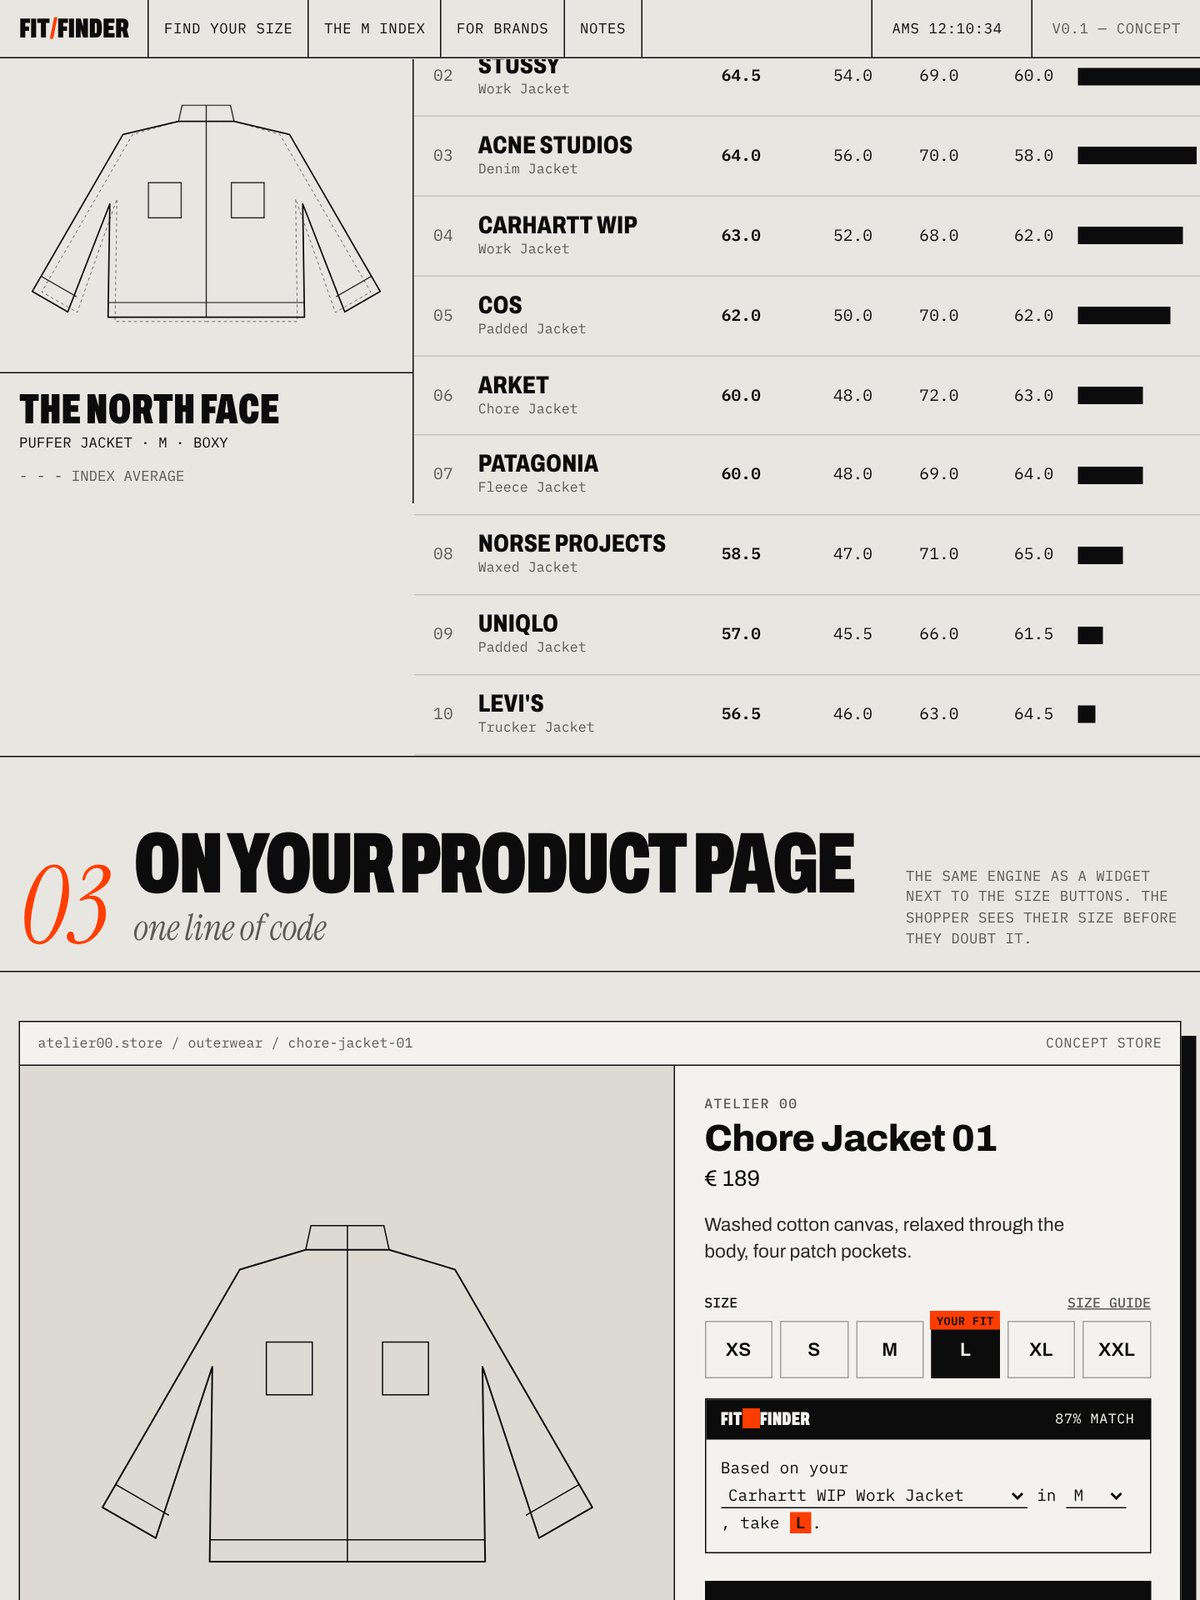 FIT/FINDER
FIND YOUR SIZE
THE M INDEX
FOR BRANDS
NOTES
AMS 12:10:34
V0.1 — CONCEPT
THE NORTH FACE
PUFFER JACKET · M · BOXY
- - - INDEX AVERAGE
02 STÜSSY 64.5 54.0 69.0 60.0
Work Jacket
03 ACNE STUDIOS 64.0 56.0 70.0 58.0
Denim Jacket
04 CARHARTT WIP 63.0 52.0 68.0 62.0
Work Jacket
05 COS 62.0 50.0 70.0 62.0
Padded Jacket
06 ARKET 60.0 48.0 72.0 63.0
Chore Jacket
07 PATAGONIA 60.0 48.0 69.0 64.0
Fleece Jacket
08 NORSE PROJECTS 58.5 47.0 71.0 65.0
Waxed Jacket
09 UNIQLO 57.0 45.5 66.0 61.5
Padded Jacket
10 LEVI'S 56.5 46.0 63.0 64.5
Trucker Jacket
03
ON YOUR PRODUCT PAGE
one line of code
THE SAME ENGINE AS A WIDGET
NEXT TO THE SIZE BUTTONS. THE
SHOPPER SEES THEIR SIZE BEFORE
THEY DOUBT IT.
atelier00.store / outerwear / chore-jacket-01
CONCEPT STORE
ATELIER 00
Chore Jacket 01
€ 189
Washed cotton canvas, relaxed through the
body, four patch pockets.
SIZE
SIZE GUIDE
YOUR FIT
XS S M L XL XXL
FIT FINDER
87% MATCH
Based on your
Carhartt WIP Work Jacket in M
, take L.